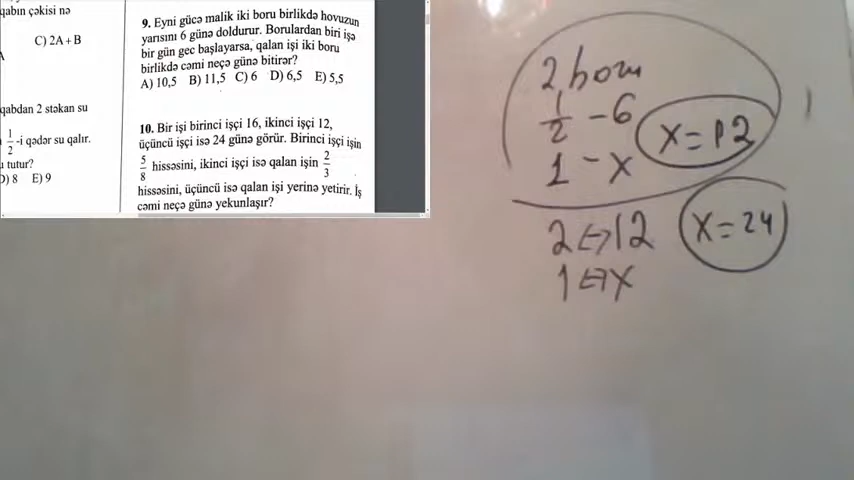 qabın çəkisi nə
C) 2A + B
A
qabdan 2 stəkan su
1/2 -i qədər su qalır.
ı tutur?
D) 8 E) 9
9. Eyni gücə malik iki boru birlikdə hovuzun
yarısını 6 günə doldurur. Borulardan biri işə
bir gün gec başlayarsa, qalan işi iki boru
birlikdə cəmi neçə günə bitirər?
A) 10,5 B) 11,5 C) 6 D) 6,5 E) 5,5
10. Bir işi birinci işçi 16, ikinci işçi 12,
üçüncü işçi isə 24 günə görür. Birinci işçi işin
5/8 hissəsini, ikinci işçi isə qalan işin 2/3
hissəsini, üçüncü isə qalan işi yerinə yetirir. İş
cəmi neçə günə yekunlaşır?
2 boru
1/2 – 6
1 – x
x = 12
2 ↔ 12
1 ↔ x
x = 24